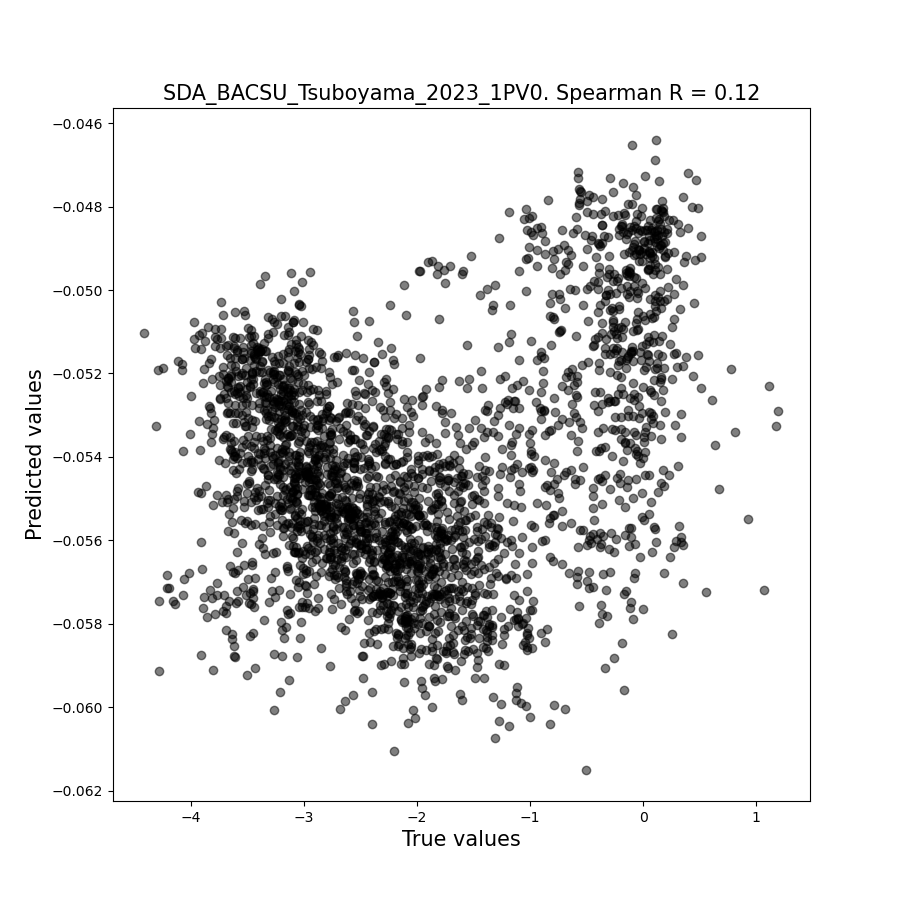 SDA_BACSU_Tsuboyama_2023_1PV0. Spearman R = 0.12
−0.046
−0.048
−0.050
−0.052
−0.054
−0.056
−0.058
−0.060
−0.062
Predicted values
−4 −3 −2 −1 0 1
True values